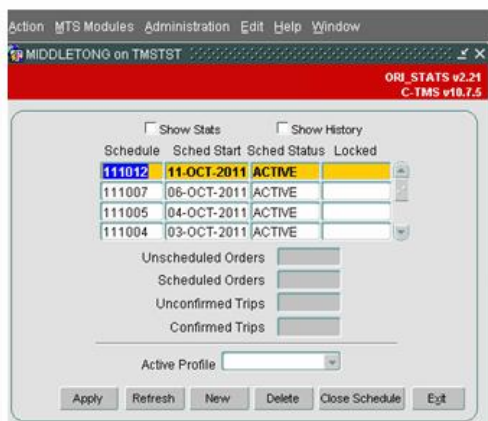 Action MTS Modules Administration Edit Help Window
MIDDLETONG on TMSTST
ORI_STATS v2.21
C-TMS v10.7.5
Show Stats Show History
Schedule Sched Start Sched Status Locked
111012 11-OCT-2011 ACTIVE
111007 06-OCT-2011 ACTIVE
111005 04-OCT-2011 ACTIVE
111004 03-OCT-2011 ACTIVE
Unscheduled Orders
Scheduled Orders
Unconfirmed Trips
Confirmed Trips
Active Profile
Apply Refresh New Delete Close Schedule Exit